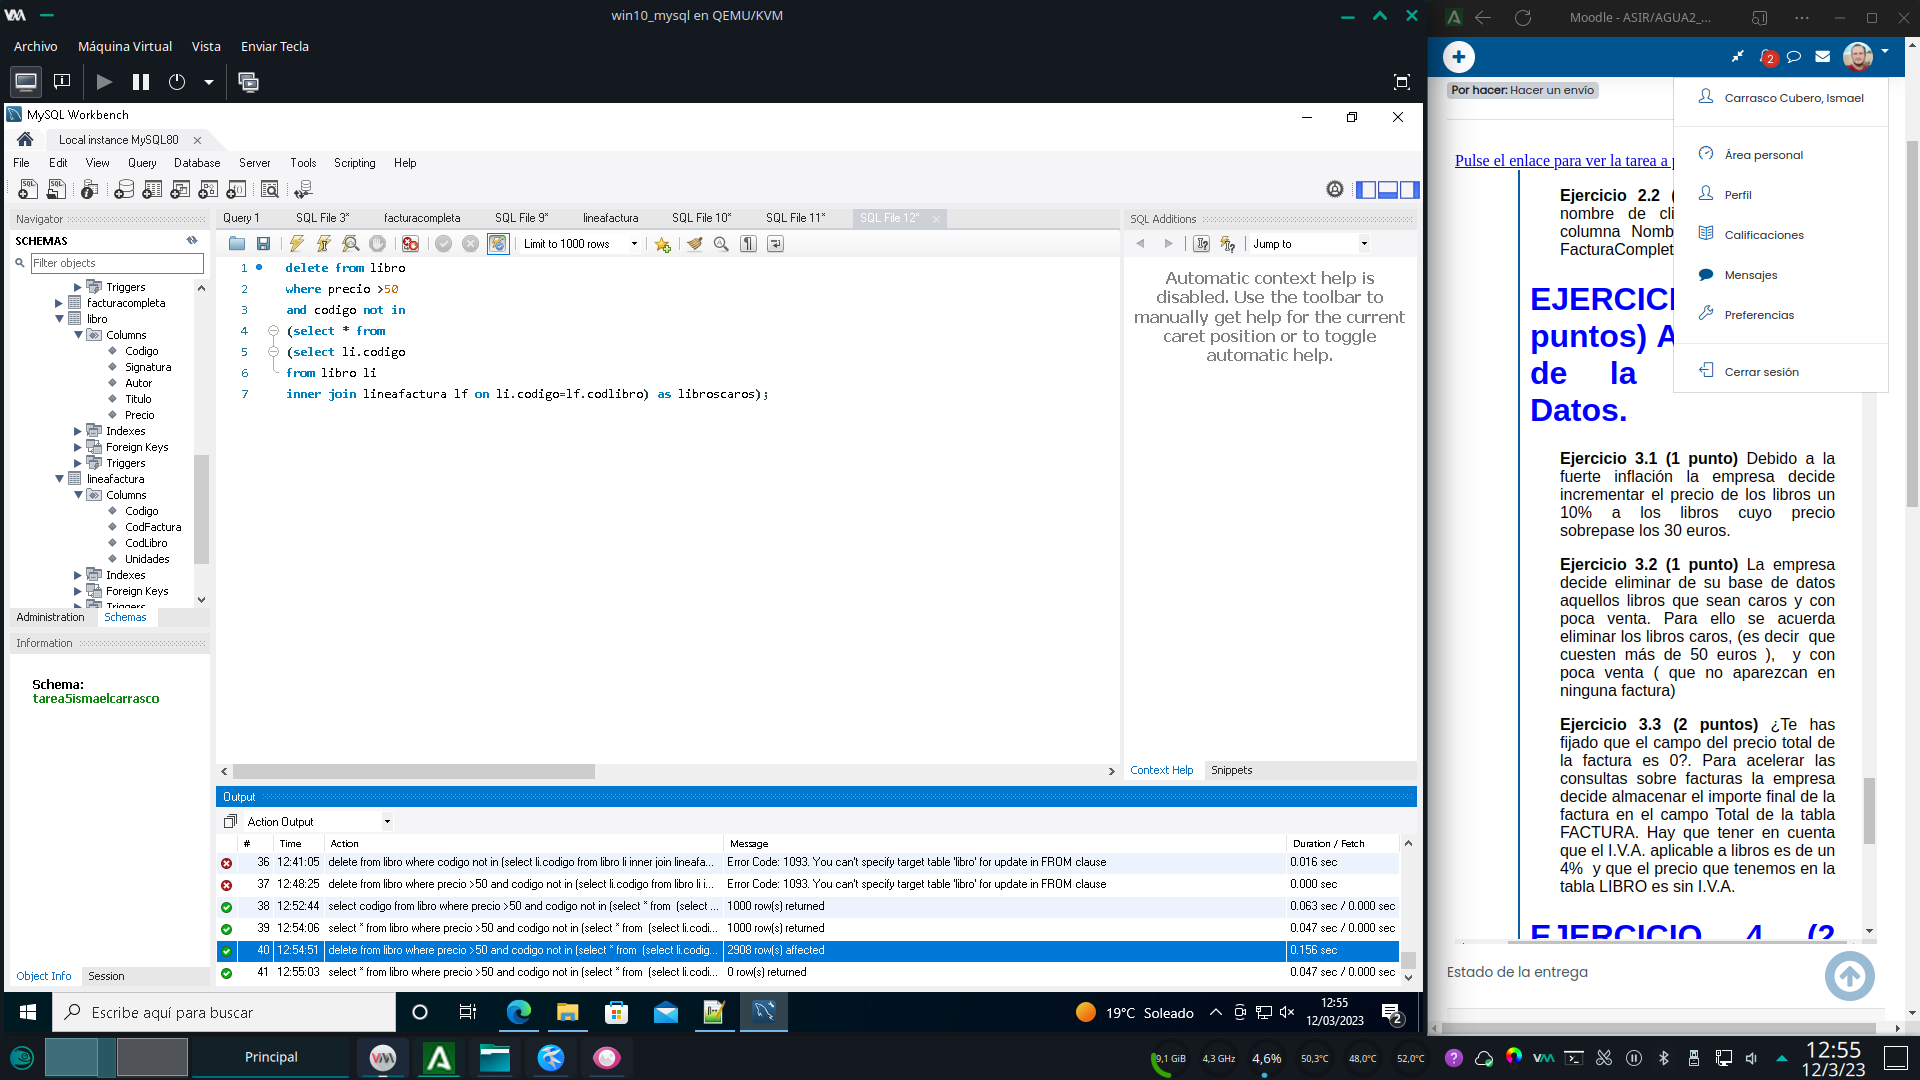 win10_mysql en QEMU/KVM
Archivo Máquina Virtual Vista Enviar Tecla
MySQL Workbench
Local instance MySQL80
File Edit View Query Database Server Tools Scripting Help
Navigator
SCHEMAS
Filter objects
Triggers
facturacompleta
libro
Columns
Codigo
Signatura
Autor
Titulo
Precio
Indexes
Foreign Keys
Triggers
lineafactura
Columns
Codigo
CodFactura
CodLibro
Unidades
Indexes
Foreign Keys
Triggers
Administration Schemas
Information
Schema:
tarea5ismaelcarrasco
Object Info Session
Query 1 SQL File 3* facturacompleta SQL File 9* lineafactura SQL File 10* SQL File 11* SQL File 12*
Limit to 1000 rows
1 delete from libro
2 where precio >50
3 and codigo not in
4 (select * from
5 (select li.codigo
6 from libro li
7 inner join lineafactura lf on li.codigo=lf.codlibro) as libroscaros);
SQL Additions
Jump to
Automatic context help is
disabled. Use the toolbar to
manually get help for the current
caret position or to toggle
automatic help.
Context Help Snippets
Output
Action Output
# Time Action Message Duration / Fetch
36 12:41:05 delete from libro where codigo not in (select li.codigo from libro li inner join lineafa... Error Code: 1093. You can't specify target table 'libro' for update in FROM clause 0.016 sec
37 12:48:25 delete from libro where precio >50 and codigo not in (select li.codigo from libro li i... Error Code: 1093. You can't specify target table 'libro' for update in FROM clause 0.000 sec
38 12:52:44 select codigo from libro where precio >50 and codigo not in (select * from (select ... 1000 row(s) returned 0.063 sec / 0.000 sec
39 12:54:06 select * from libro where precio >50 and codigo not in (select * from (select li.codi... 1000 row(s) returned 0.047 sec / 0.000 sec
40 12:54:51 delete from libro where precio >50 and codigo not in (select * from (select li.codig... 2908 row(s) affected 0.156 sec
41 12:55:03 select * from libro where precio >50 and codigo not in (select * from (select li.codi... 0 row(s) returned 0.047 sec / 0.000 sec
Escribe aquí para buscar
19°C Soleado
12:55
12/03/2023
2
Moodle - ASIR/AGUA2_...
2
Por hacer: Hacer un envío
Carrasco Cubero, Ismael
Área personal
Perfil
Calificaciones
Mensajes
Preferencias
Cerrar sesión
Pulse el enlace para ver la tarea a
Ejercicio 2.2 (
nombre de cli
columna Nomb
FacturaComplet
EJERCICI
puntos) A
de la
Datos.
Ejercicio 3.1 (1 punto) Debido a la
fuerte inflación la empresa decide
incrementar el precio de los libros un
10% a los libros cuyo precio
sobrepase los 30 euros.
Ejercicio 3.2 (1 punto) La empresa
decide eliminar de su base de datos
aquellos libros que sean caros y con
poca venta. Para ello se acuerda
eliminar los libros caros, (es decir que
cuesten más de 50 euros ), y con
poca venta ( que no aparezcan en
ninguna factura)
Ejercicio 3.3 (2 puntos) ¿Te has
fijado que el campo del precio total de
la factura es 0?. Para acelerar las
consultas sobre facturas la empresa
decide almacenar el importe final de la
factura en el campo Total de la tabla
FACTURA. Hay que tener en cuenta
que el I.V.A. aplicable a libros es de un
4% y que el precio que tenemos en la
tabla LIBRO es sin I.V.A.
EJERCICIO 4 (2
Estado de la entrega
Principal
9,1 GiB 4,3 GHz 4,6% 50,3°C 48,0°C 52,0°C
12:55
12/3/23